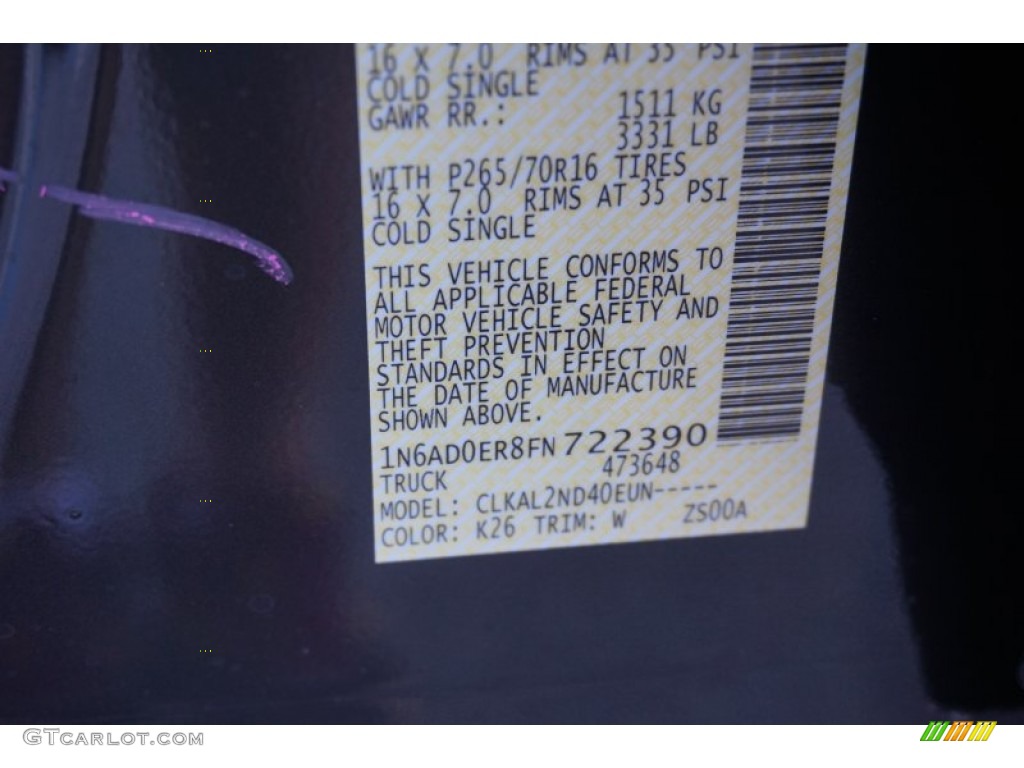 16 X 7.0 RIMS AT 35 PSI
COLD SINGLE
GAWR RR.: 1511 KG
3331 LB
WITH P265/70R16 TIRES
16 X 7.0 RIMS AT 35 PSI
COLD SINGLE
THIS VEHICLE CONFORMS TO
ALL APPLICABLE FEDERAL
MOTOR VEHICLE SAFETY AND
THEFT PREVENTION
STANDARDS IN EFFECT ON
THE DATE OF MANUFACTURE
SHOWN ABOVE.
1N6AD0ER8FN722390
TRUCK 473648
MODEL: CLKAL2ND40EUN-----
COLOR: K26 TRIM: W ZS00A
GTCARLOT.COM